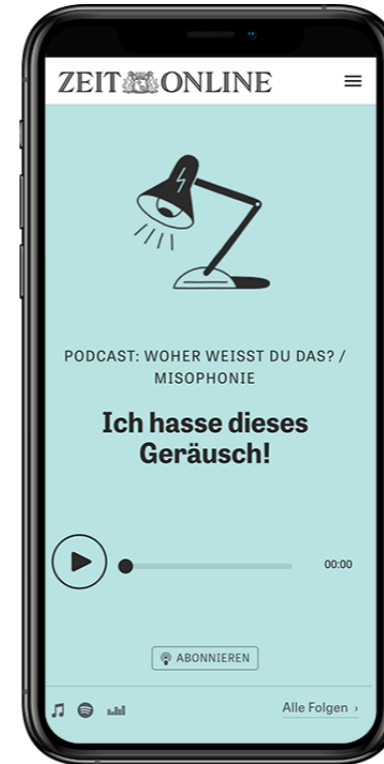 ZEIT ONLINE
PODCAST: WOHER WEISST DU DAS? /
MISOPHONIE
Ich hasse dieses
Geräusch!
00:00
ABONNIEREN
Alle Folgen ›